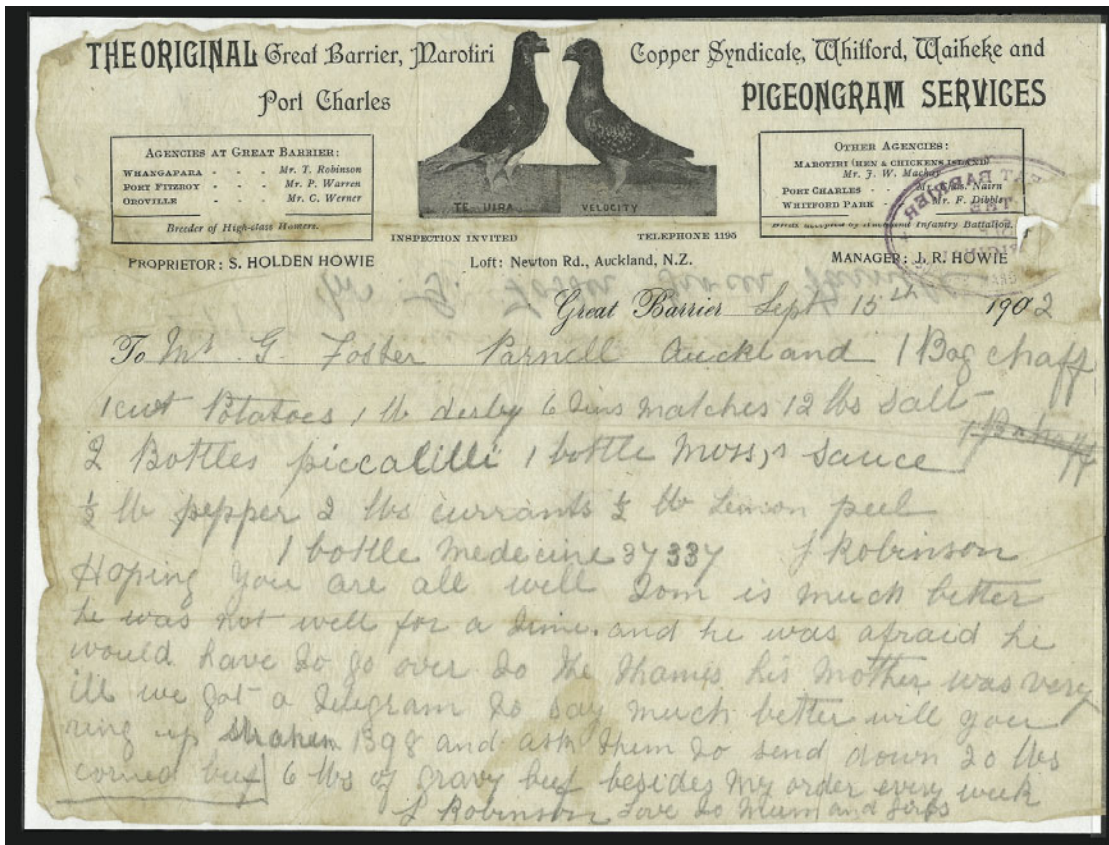 THE ORIGINAL Great Barrier, Marotiri
Port Charles
Copper Syndicate, Whitford, Waiheke and
PIGEONGRAM SERVICES
AGENCIES AT GREAT BARRIER:
WHANGAPARA - - - Mr. T. Robinson
PORT FITZROY - - - Mr. P. Warren
OROVILLE - - Mr. C. Werner
Breeder of High-class Homers.
TE HIRA
VELOCITY
OTHER AGENCIES:
MAROTIRI (HEN & CHICKENS ISLAND)
Mr. J. W.
PORT CHARLES - - Nairn
WHITFORD PARK - Mr. F.
Infantry Battalion.
INSPECTION INVITED
TELEPHONE 1195
PROPRIETOR: S. HOLDEN HOWIE
Loft: Newton Rd., Auckland, N.Z.
MANAGER: J. R. HOWIE
Great Barrier Sept 15th 1902
To Mr G. Foster Parnell Auckland 1 Bag chaff
1 cwt Potatoes 1 lb derby 6 tins matches 12 lbs Salt
2 Bottles piccalilli 1 bottle Moss,s sauce
½ lb pepper 2 lbs currants ½ lb Lemon peel
1 bottle medecine 37337 Robinson
Hoping you are all well Tom is much better
he was not well for a time. and he was afraid he
would have to go over to the Thames his Mother was very
ill we got a telegram to say much better will you
ring up 1398 and ask them to send down 20 lbs
corned beef 6 lbs of gravy beef besides my order every week
Robinson Love to Mum and